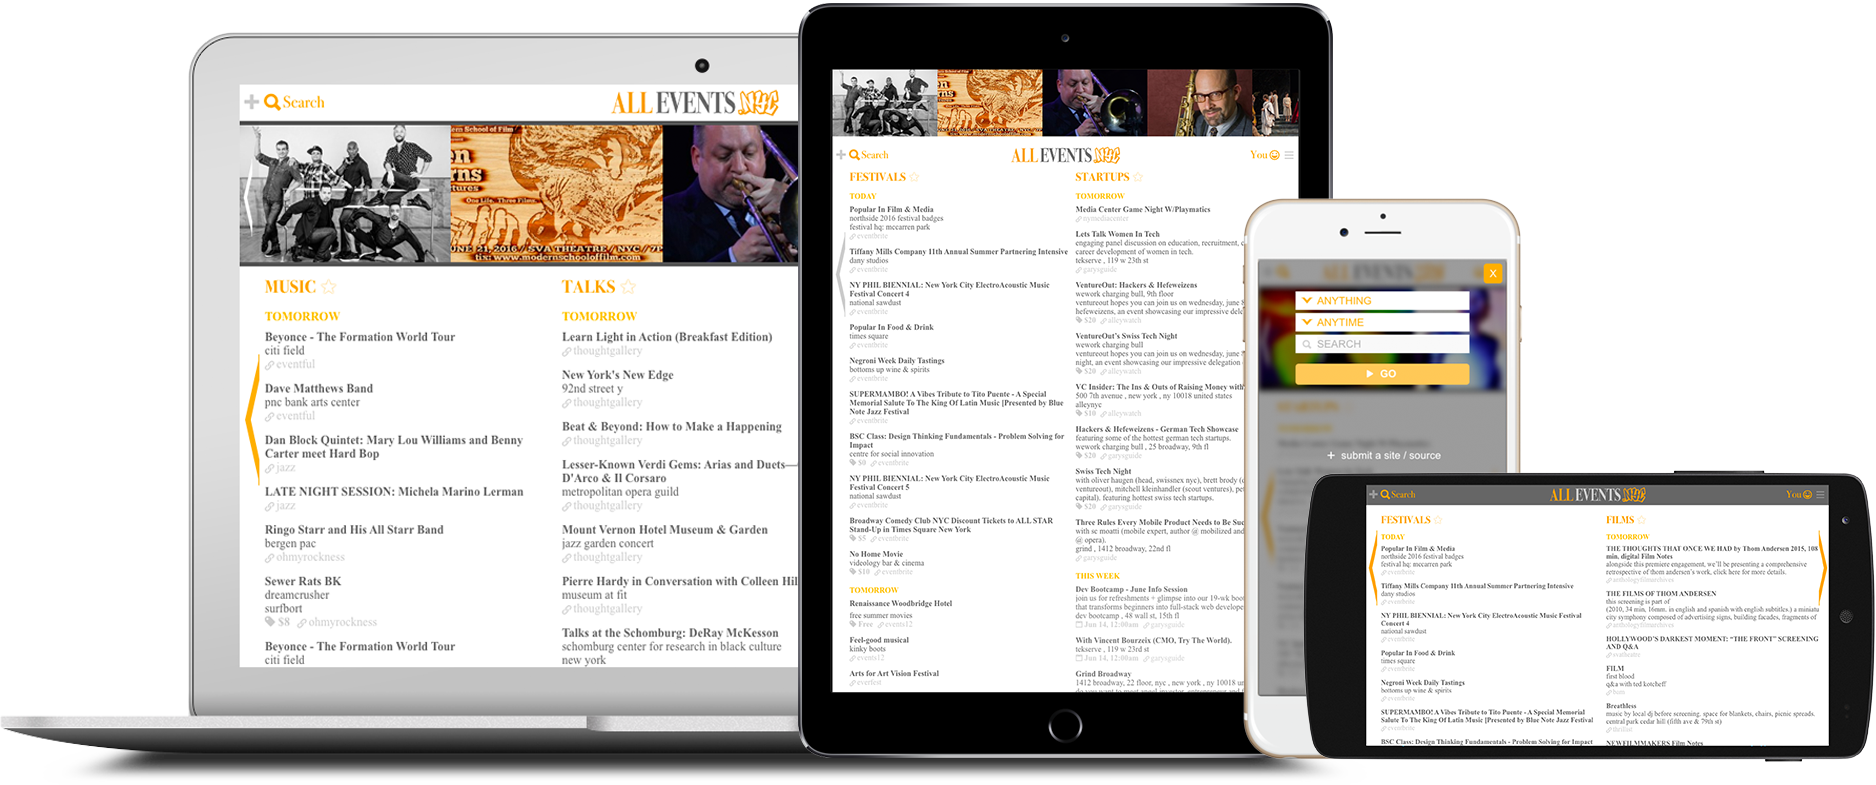 Search
ALL EVENTS NYC
ern School of Film
en
rns
ctures
One Life. Three Films.
UNE 21, 2016 / SVA THEATRE / NYC / 7P
tix: www.modernschooloffilm.com
MUSIC
TOMORROW
Beyonce - The Formation World Tour
citi field
eventful
Dave Matthews Band
pnc bank arts center
eventful
Dan Block Quintet: Mary Lou Williams and Benny
Carter meet Hard Bop
jazz
LATE NIGHT SESSION: Michela Marino Lerman
jazz
Ringo Starr and His All Starr Band
bergen pac
ohmyrockness
Sewer Rats BK
dreamcrusher
surfbort
$8 ohmyrockness
Beyonce - The Formation World Tour
citi field
TALKS
TOMORROW
Learn Light in Action (Breakfast Edition)
thoughtgallery
New York's New Edge
92nd street y
thoughtgallery
Beat & Beyond: How to Make a Happening
thoughtgallery
Lesser-Known Verdi Gems: Arias and Duets
D'Arco & Il Corsaro
metropolitan opera guild
Mount Vernon Hotel Museum & Garden
jazz garden concert
thoughtgallery
Pierre Hardy in Conversation with Colleen Hil
museum at fit
thoughtgallery
Talks at the Schomburg: DeRay McKesson
schomburg center for research in black culture
new york
Search
ALL EVENTS NYC
You
FESTIVALS
TODAY
Popular In Film & Media
northside 2016 festival badges
festival hq: mccarren park
eventbrite
Tiffany Mills Company 11th Annual Summer Partnering Intensive
dany studios
eventbrite
NY PHIL BIENNIAL: New York City ElectroAcoustic Music
Festival Concert 4
national sawdust
eventbrite
Popular in Food & Drink
times square
eventbrite
Negroni Week Daily Tastings
bottoms up wine & spirits
eventbrite
SUPERMAMBO! A Vibes Tribute to Tito Puente - A Special
Memorial Salute To The King Of Latin Music [Presented by Blue
Note Jazz Festival
eventbrite
BSC Class: Design Thinking Fundamentals - Problem Solving for
Impact
centre for social innovation
$0 eventbrite
NY PHIL BIENNIAL: New York City ElectroAcoustic Music
Festival Concert 5
national sawdust
eventbrite
Broadway Comedy Club NYC Discount Tickets to ALL STAR
Stand-Up in Times Square New York
$5 eventbrite
No Home Movie
videology bar & cinema
$10 eventbrite
TOMORROW
Renaissance Woodbridge Hotel
free summer movies
Free events12
Feel-good musical
kinky boots
events12
Arts for Art Vision Festival
everfest
STARTUPS
TOMORROW
Media Center Game Night W/Playmatics
nymediacenter
Lets Talk Women In Tech
engaging panel discussion on education, recruitment, c
career development of women in tech.
tekserve , 119 w 23rd st
garysguide
VentureOut: Hackers & Hefeweizens
wework charging bull, 9th floor
ventureout hopes you can join us on wednesday, june 8
hefeweizens, an event showcasing our impressive dele
$20 alleywatch
VentureOut's Swiss Tech Night
wework charging bull
ventureout hopes you can join us on wednesday, june
night, an event showcasing our impressive delegation
$20 alleywatch
VC Insider: The Ins & Outs of Raising Money with
500 7th avenue , new york , ny 10018 united states
alleynyc
$10 alleywatch
Hackers & Hefeweizens - German Tech Showcase
featuring some of the hottest german tech startups.
wework charging bull , 25 broadway, 9th fl
$20 garysguide
Swiss Tech Night
with oliver haugen (head, swissnex nyc), brett brody (
ventureout), mitchell kleinhandler (scout ventures), pet
capital). featuring hottest swiss tech startups.
$20 garysguide
Three Rules Every Mobile Product Needs to Be Suc
with sc moatti (mobile expert, author @ mobilized and
@ opera).
grind , 1412 broadway, 22nd fl
garysguide
THIS WEEK
Dev Bootcamp - June Info Session
join us for refreshments + glimpse into our 19-wk boot
that transforms beginners into full-stack web develope
dev bootcamp , 48 wall st, 15th fl
Jun 14, 12:00am garysguide
With Vincent Bourzeix (CMO, Try The World).
tekserve , 119 w 23rd st
Jun 14, 12:00am garysguide
Grind Broadway
1412 broadway, 22 floor, nyc , new york , ny 10018 un
X
ANYTHING
ANYTIME
SEARCH
GO
+ submit a site / source
Search
ALL EVENTS NYC
You
FESTIVALS
TODAY
Popular In Film & Media
northside 2016 festival badges
festival hq: mccarren park
eventbrite
Tiffany Mills Company 11th Annual Summer Partnering Intensive
dany studios
eventbrite
NY PHIL BIENNIAL: New York City ElectroAcoustic Music Festival
Concert 4
national sawdust
eventbrite
Popular in Food & Drink
times square
eventbrite
Negroni Week Daily Tastings
bottoms up wine & spirits
eventbrite
SUPERMAMBO! A Vibes Tribute to Tito Puente - A Special Memorial
Salute To The King Of Latin Music [Presented by Blue Note Jazz Festival
eventbrite
BSC Class: Design Thinking Fundamentals - Problem Solving for Impact
FILMS
TOMORROW
THE THOUGHTS THAT ONCE WE HAD by Thom Andersen 2015, 108
min, digital Film Notes
alongside this premiere engagement, we'll be presenting a comprehensive
retrospective of thom andersen's work, click here for more details.
anthologyfilmarchives
THE FILMS OF THOM ANDERSEN
this screening is part of
(2010, 34 min, 16mm. in english and spanish with english subtitles.) a miniatu
city symphony composed of advertising signs, building facades, fragments of
anthologyfilmarchives
HOLLYWOOD'S DARKEST MOMENT: "THE FRONT" SCREENING
AND Q&A
svatheatre
FILM
first blood
q&a with ted kotcheff
bam
Breathless
music by local dj before screening. space for blankets, chairs, picnic spreads.
central park cedar hill (fifth ave & 79th st)
thrillist
NEWFILMMAKERS Film Notes